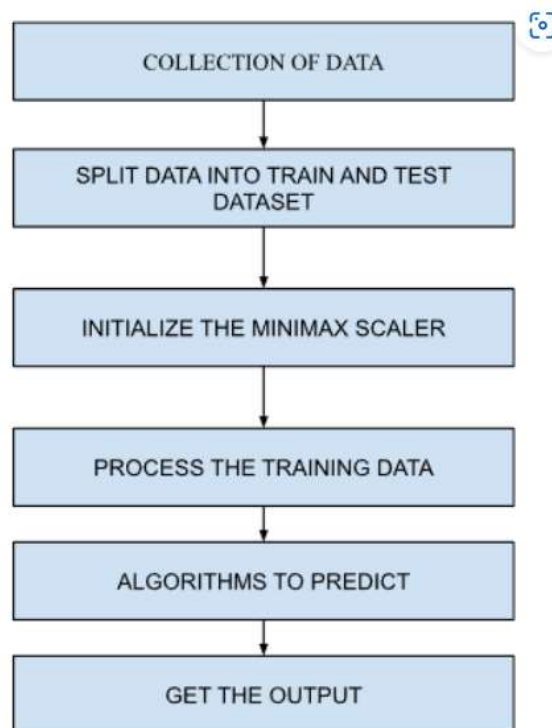 COLLECTION OF DATA
SPLIT DATA INTO TRAIN AND TEST
DATASET
INITIALIZE THE MINIMAX SCALER
PROCESS THE TRAINING DATA
ALGORITHMS TO PREDICT
GET THE OUTPUT